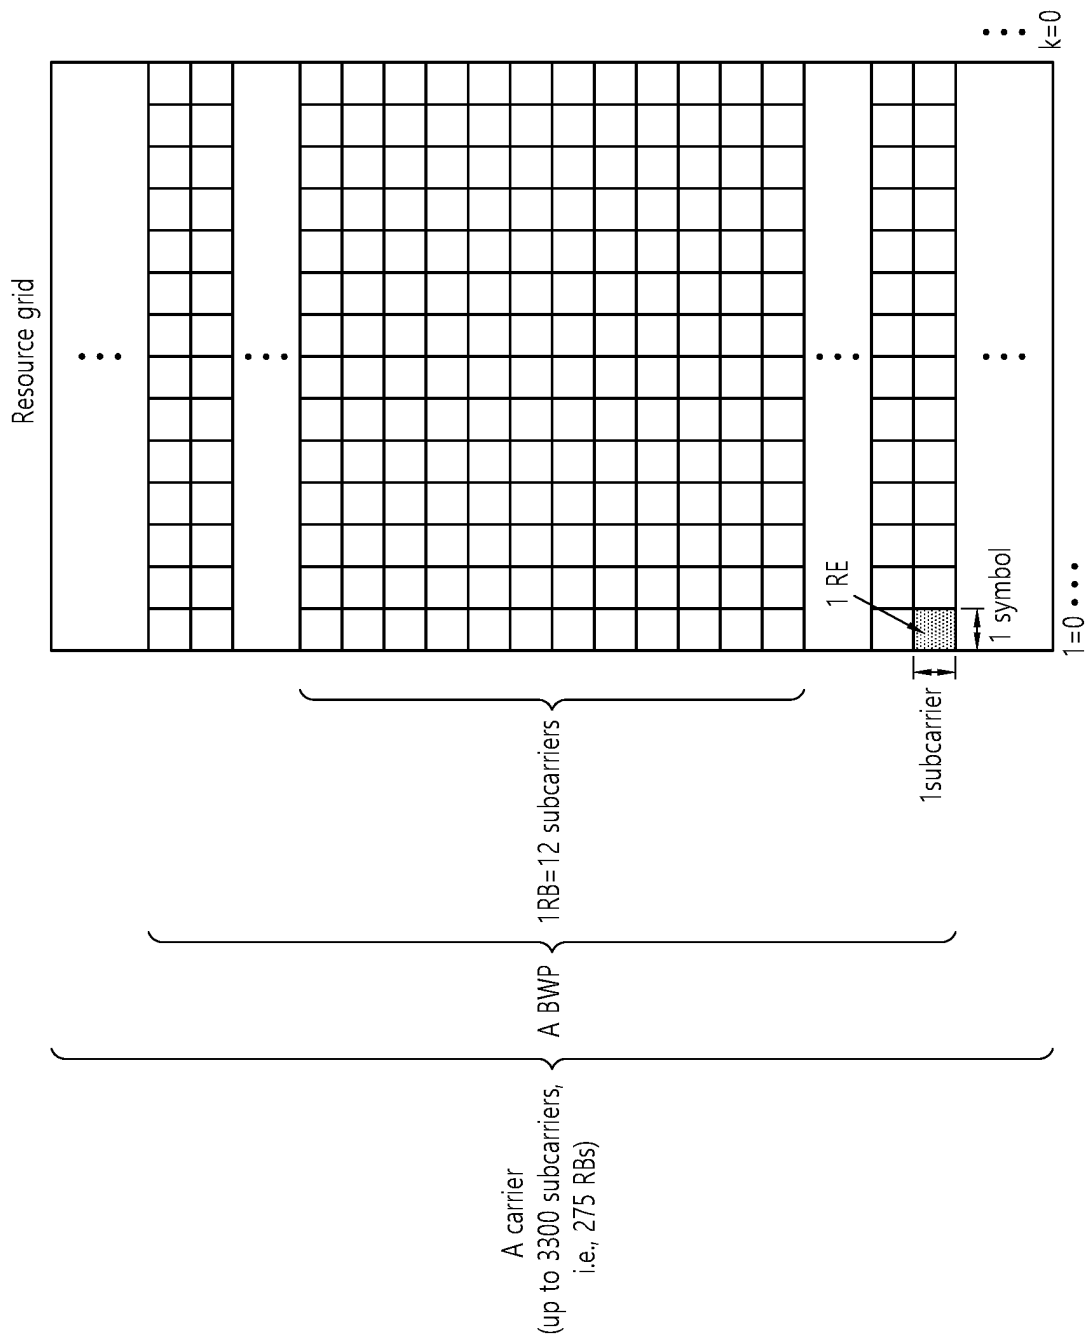 Resource grid
A carrier
(up to 3300 subcarriers,
i.e., 275 RBs)
A BWP
1RB=12 subcarriers
1 RE
1subcarrier
1 symbol
1=0
k=0